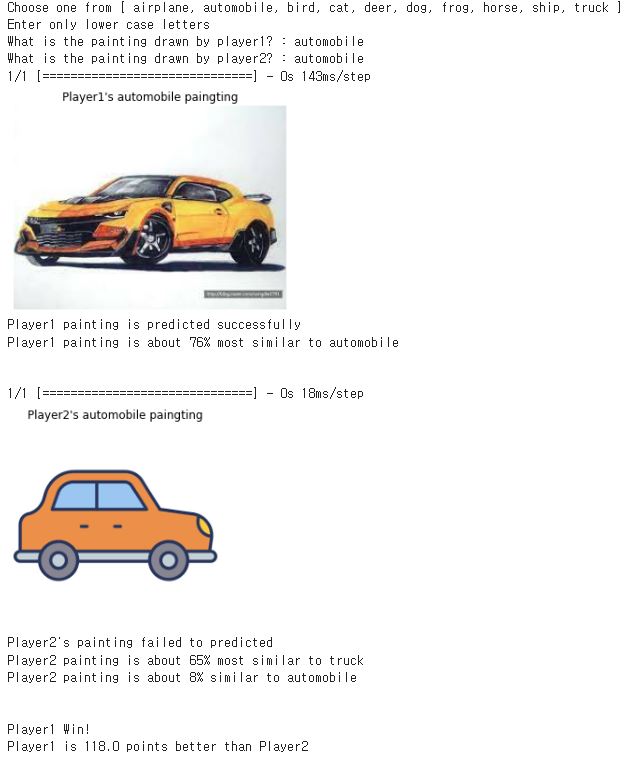 Choose one from [ airplane, automobile, bird, cat, deer, dog, frog, horse, ship, truck ]
Enter only lower case letters
What is the painting drawn by player1? : automobile
What is the painting drawn by player2? : automobile
1/1 [==============================] - 0s 143ms/step
Player1's automobile paingting
Player1 painting is predicted successfully
Player1 painting is about 76% most similar to automobile
1/1 [==============================] - 0s 18ms/step
Player2's automobile paingting
Player2's painting failed to predicted
Player2 painting is about 65% most similar to truck
Player2 painting is about 8% similar to automobile
Player1 Win!
Player1 is 118.0 points better than Player2